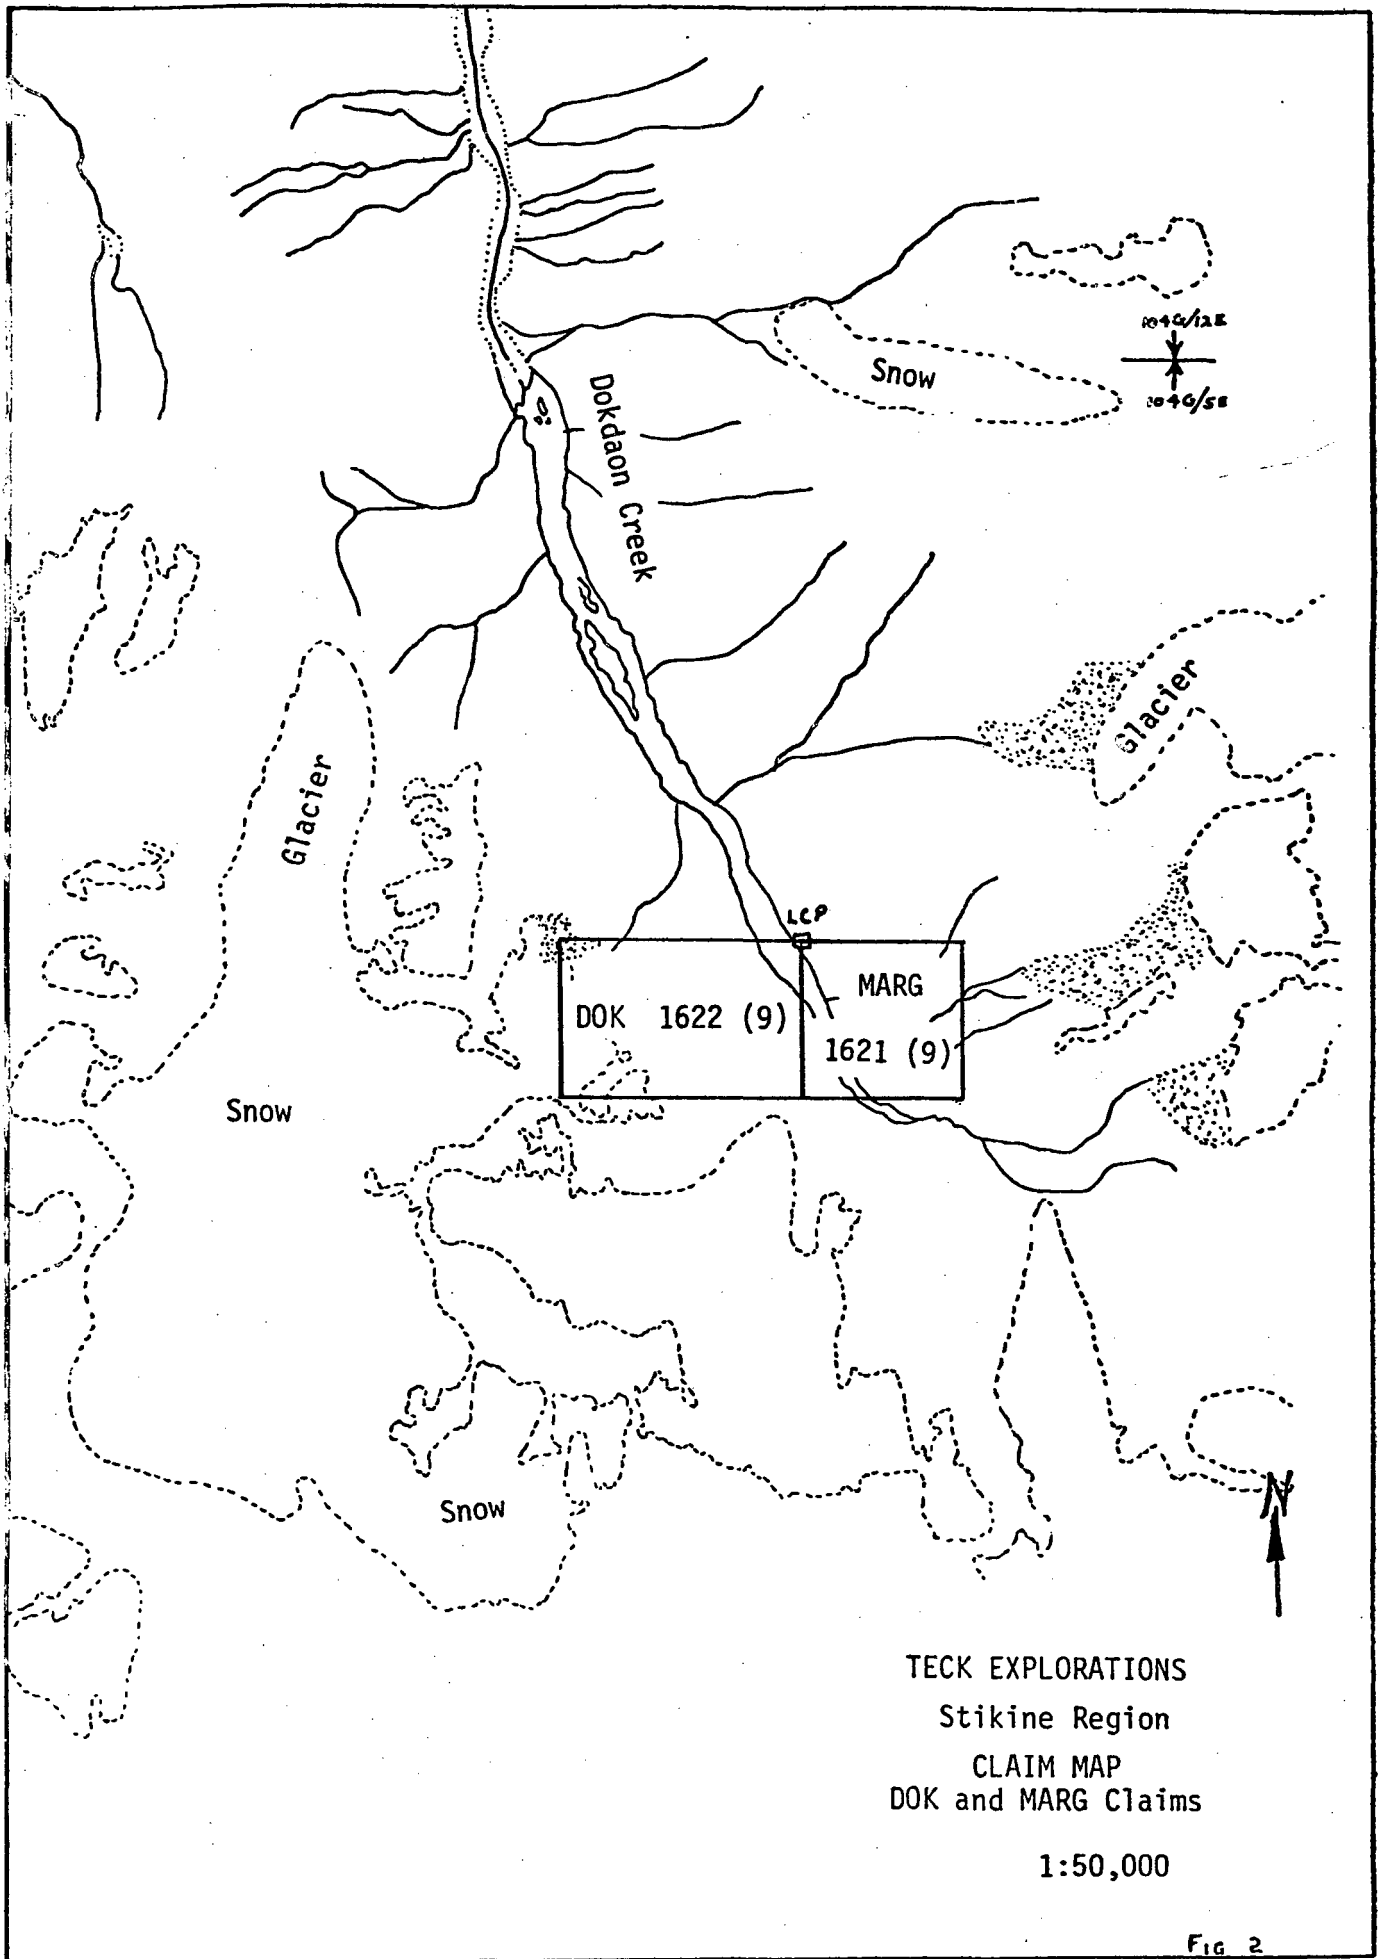 104G/12E
Snow
104G/5E
Dokdaon Creek
Glacier
Glacier
LCP
MARG
DOK 1622 (9)
1621 (9)
Snow
Snow
N
TECK EXPLORATIONS
Stikine Region
CLAIM MAP
DOK and MARG Claims
1:50,000
FIG 2